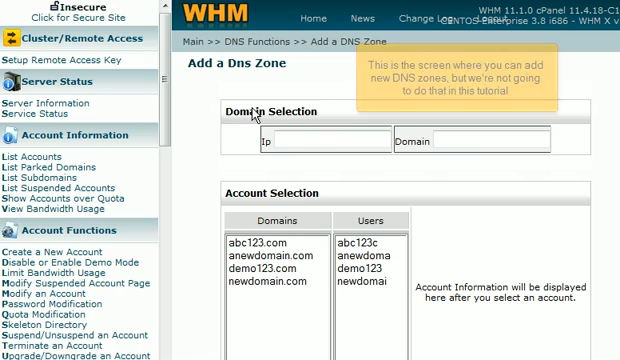 Insecure
Click for Secure Site
Cluster/Remote Access
Setup Remote Access Key
Server Status
Server Information
Service Status
Account Information
List Accounts
List Parked Domains
List Subdomains
List Suspended Accounts
Show Accounts over Quota
View Bandwidth Usage
Account Functions
Create a New Account
Disable or Enable Demo Mode
Limit Bandwidth Usage
Modify Suspended Account Page
Modify an Account
Password Modification
Quota Modification
Skeleton Directory
Suspend/Unsuspend an Account
Terminate an Account
Upgrade/Downgrade an Account
WHM
Home News Change Log Logout
WHM 11.1.0 cPanel 11.4.18-C1
CENTOS Enterprise 3.8 i686 - WHM X v
Main >> DNS Functions >> Add a DNS Zone
Add a Dns Zone
This is the screen where you can add
new DNS zones, but we're not going
to do that in this tutorial
Domain Selection
Ip Domain
Account Selection
Domains Users
abc123.com abc123c
anewdomain.com anewdoma
demo123.com demo123
newdomain.com newdomai
Account Information will be displayed
here after you select an account.